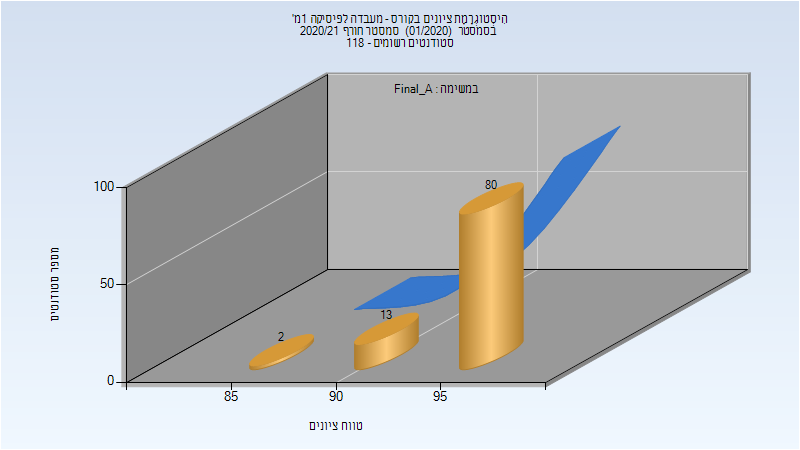 היסטוגרמת ציונים בקורס - מעבדה לפיסיקה 1מ'
בסמסטר (01/2020) סמסטר חורף 2020/21
סטודנטים רשומים - 118
במשימה : Final_A
80
13
2
100
50
0
85
90
95
מספר סטודנטים
טווח ציונים